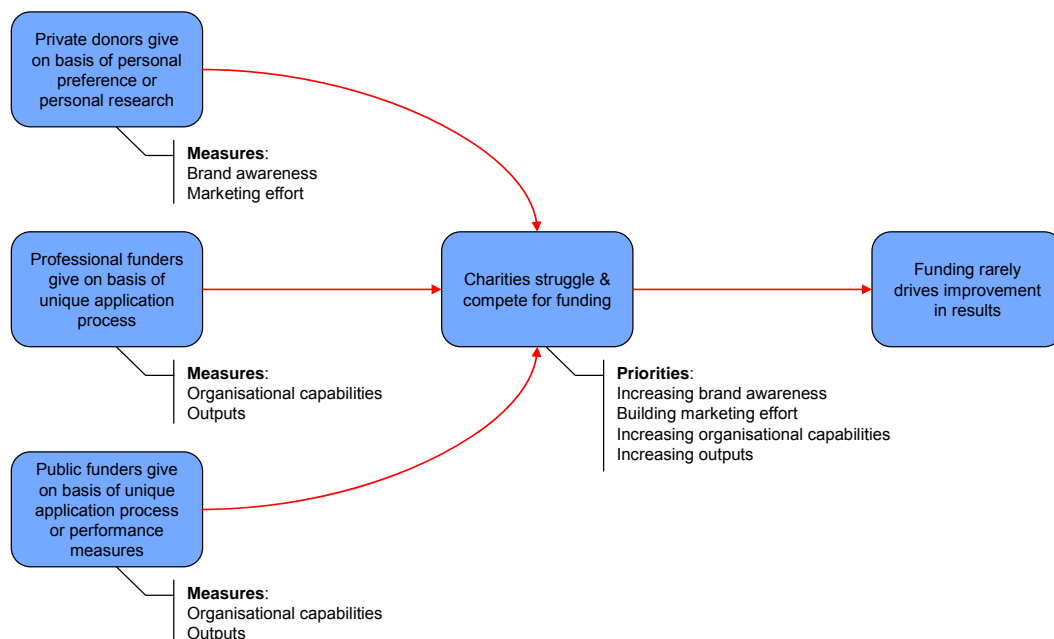 Private donors give
on basis of personal
preference or
personal research
Measures:
Brand awareness
Marketing effort
Professional funders
give on basis of
unique application
process
Measures:
Organisational capabilities
Outputs
Public funders give
on basis of unique
application process
or performance
measures
Measures:
Organisational capabilities
Outputs
Charities struggle &
compete for funding
Priorities:
Increasing brand awareness
Building marketing effort
Increasing organisational capabilities
Increasing outputs
Funding rarely
drives improvement
in results